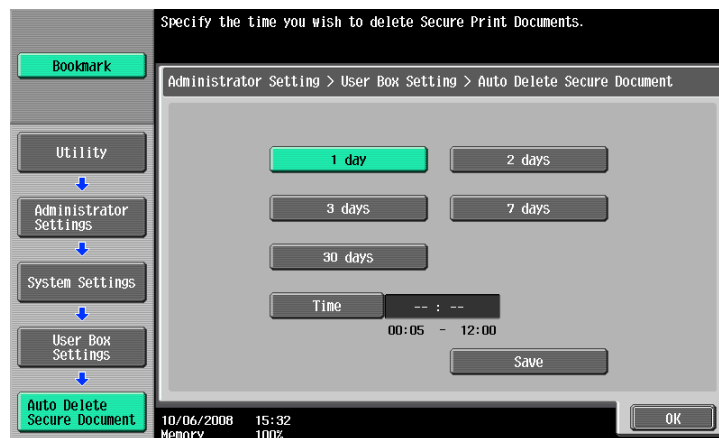 Specify the time you wish to delete Secure Print Documents.
Bookmark
Administrator Setting > User Box Setting > Auto Delete Secure Document
Utility
Administrator
Settings
System Settings
User Box
Settings
Auto Delete
Secure Document
1 day
2 days
3 days
7 days
30 days
Time
-- : --
00:05 - 12:00
Save
10/06/2008 15:32
Memory 100%
OK